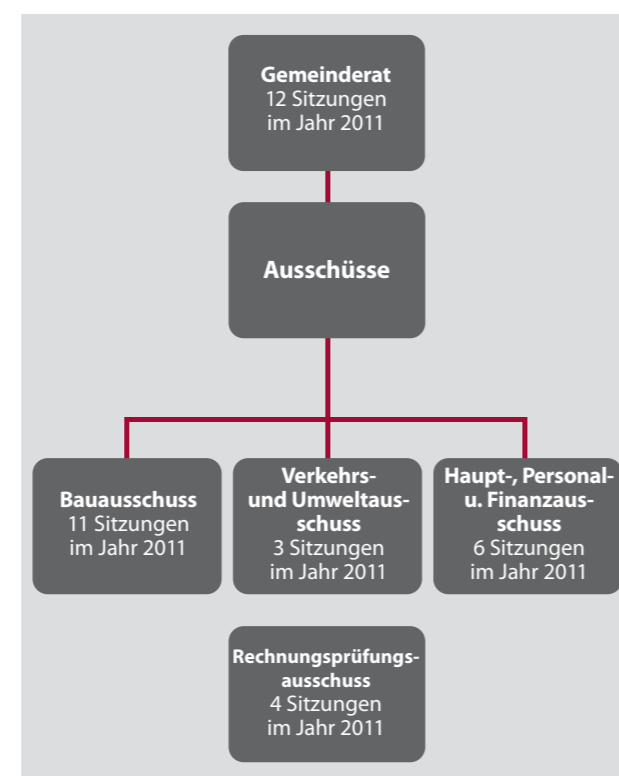 Gemeinderat
12 Sitzungen
im Jahr 2011
Ausschüsse
Bauausschuss
11 Sitzungen
im Jahr 2011
Verkehrs-
und Umweltaus-
schuss
3 Sitzungen
im Jahr 2011
Haupt-, Personal-
u. Finanzaus-
schuss
6 Sitzungen
im Jahr 2011
Rechnungsprüfungs-
ausschuss
4 Sitzungen
im Jahr 2011